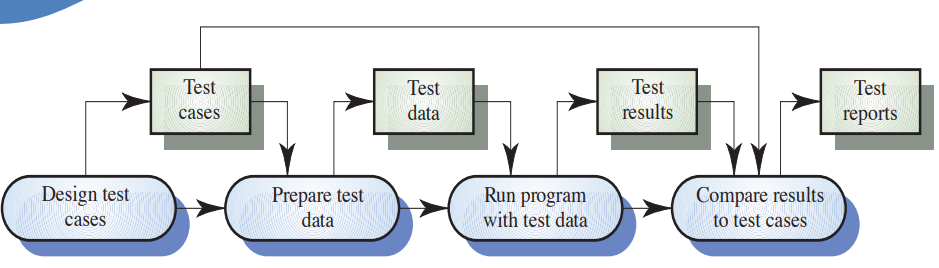 Test
cases
Test
data
Test
results
Test
reports
Design test
cases
Prepare test
data
Run program
with test data
Compare results
to test cases